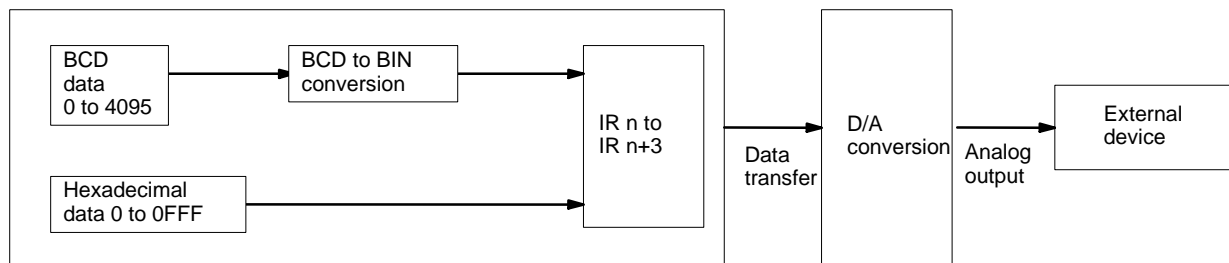 BCD
data
0 to 4095
BCD to BIN
conversion
Hexadecimal
data 0 to 0FFF
IR n to
IR n+3
Data
transfer
D/A
conversion
Analog
output
External
device